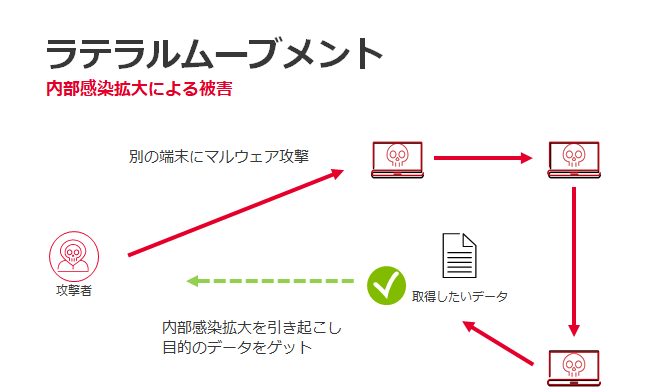 ラテラルムーブメント
内部感染拡大による被害
別の端末にマルウェア攻撃
攻撃者
取得したいデータ
内部感染拡大を引き起こし
目的のデータをゲット